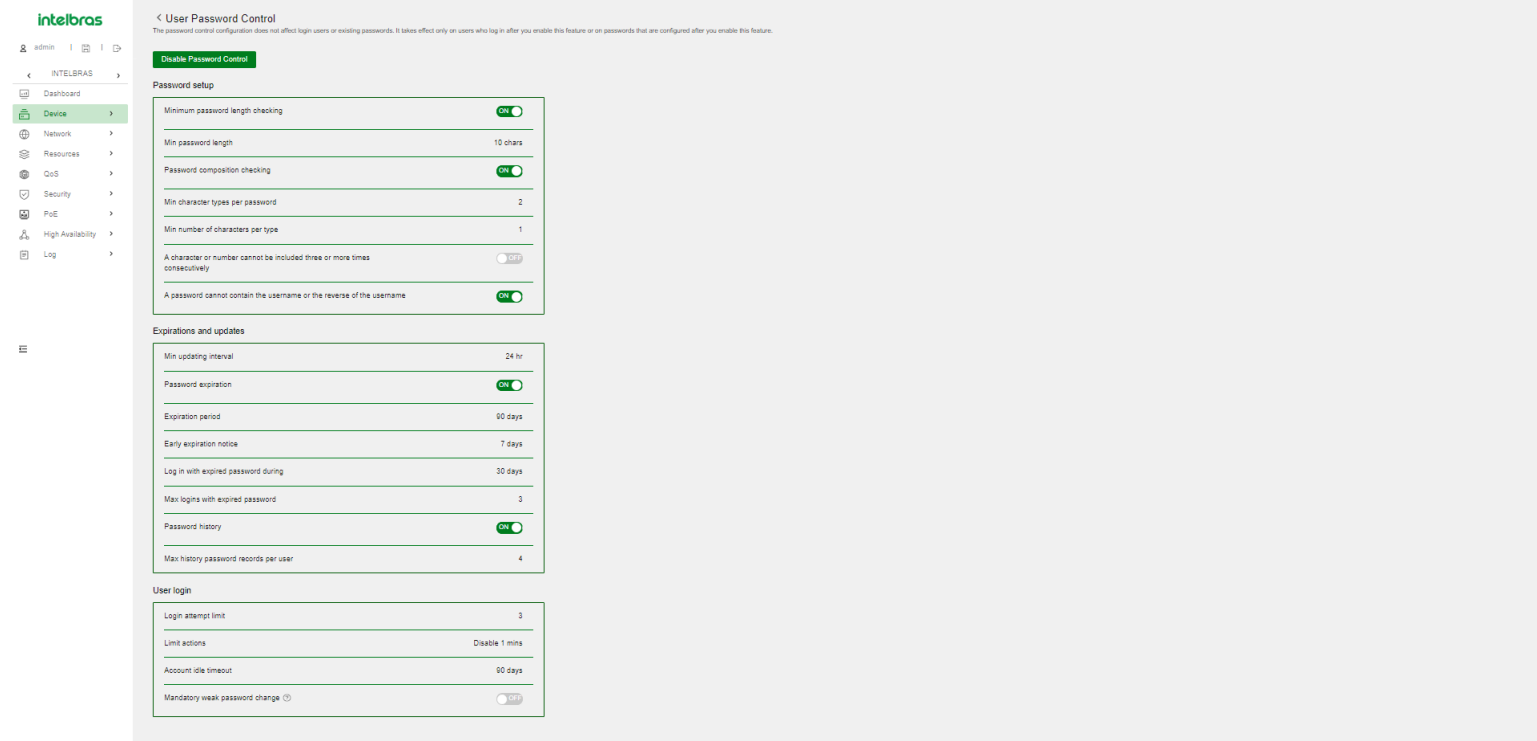 intelbras
admin
INTELBRAS
Dashboard
Device
Network
Resources
QoS
Security
PoE
High Availability
Log
User Password Control
The password control configuration does not affect login users or existing passwords. It takes effect only on users who log in after you enable this feature or on passwords that are configured after you enable this feature.
Disable Password Control
Password setup
Minimum password length checking ON
Min password length 10 chars
Password composition checking ON
Min character types per password 2
Min number of characters per type 1
A character or number cannot be included three or more times OFF
consecutively
A password cannot contain the username or the reverse of the username ON
Expirations and updates
Min updating interval 24 hr
Password expiration ON
Expiration period 90 days
Early expiration notice 7 days
Log in with expired password during 30 days
Max logins with expired password 3
Password history ON
Max history password records per user 4
User login
Login attempt limit 3
Limit actions Disable 1 mins
Account idle timeout 90 days
Mandatory weak password change ? OFF